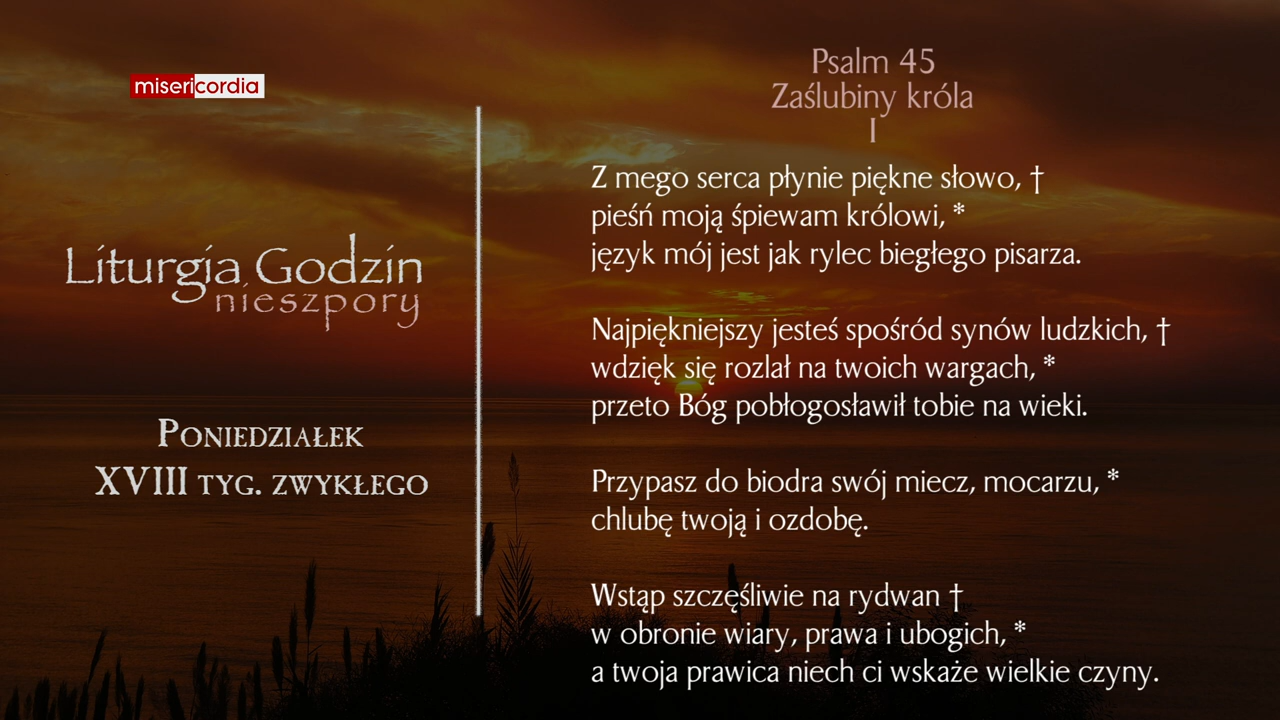 misericordia
Liturgia Godzin
nieszpory
Poniedziałek
XVIII tyg. zwykłego
Psalm 45
Zaślubiny króla
I
Z mego serca płynie piękne słowo, †
pieśń moją śpiewam królowi, *
język mój jest jak rylec biegłego pisarza.
Najpiękniejszy jesteś spośród synów ludzkich, †
wdzięk się rozlał na twoich wargach, *
przeto Bóg pobłogosławił tobie na wieki.
Przypasz do biodra swój miecz, mocarzu, *
chlubę twoją i ozdobę.
Wstąp szczęśliwie na rydwan †
w obronie wiary, prawa i ubogich, *
a twoja prawica niech ci wskaże wielkie czyny.